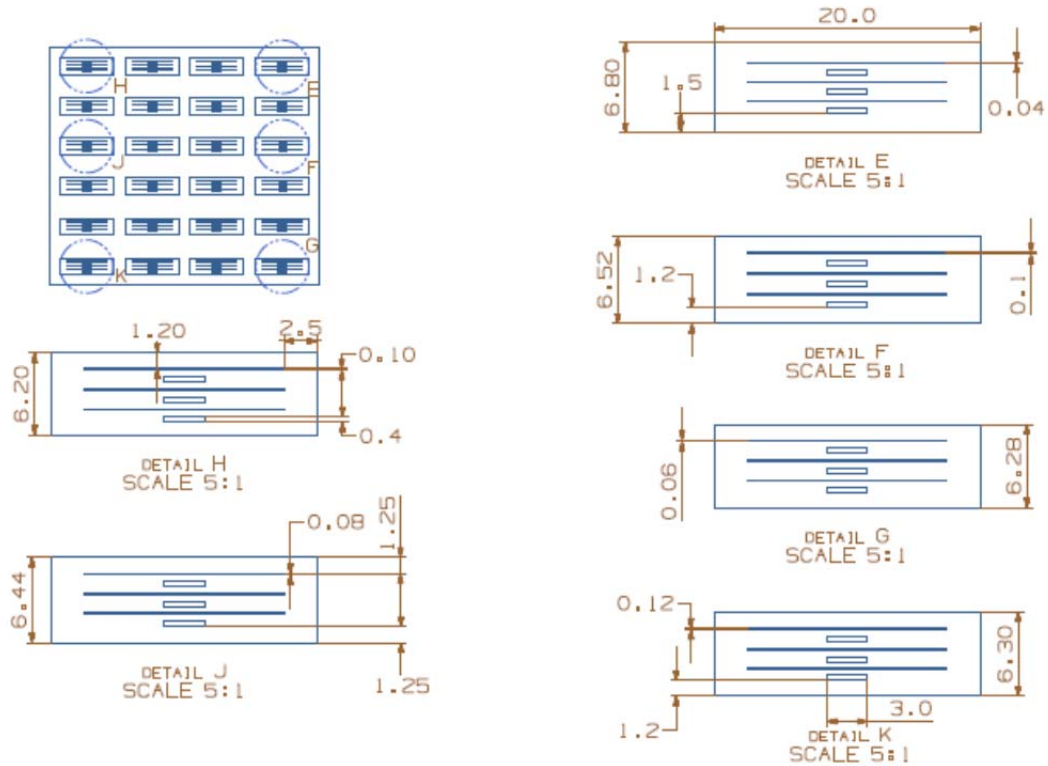 H
E
J
F
G
K
20.0
6.80
1.5
0.04
DETAIL E
SCALE 5:1
6.52
1.2
0.1
DETAIL F
SCALE 5:1
1.20
2.5
0.10
6.20
0.4
DETAIL H
SCALE 5:1
0.06
6.28
DETAIL G
SCALE 5:1
0.08
1.25
6.44
1.25
DETAIL J
SCALE 5:1
0.12
6.30
1.2
3.0
DETAIL K
SCALE 5:1